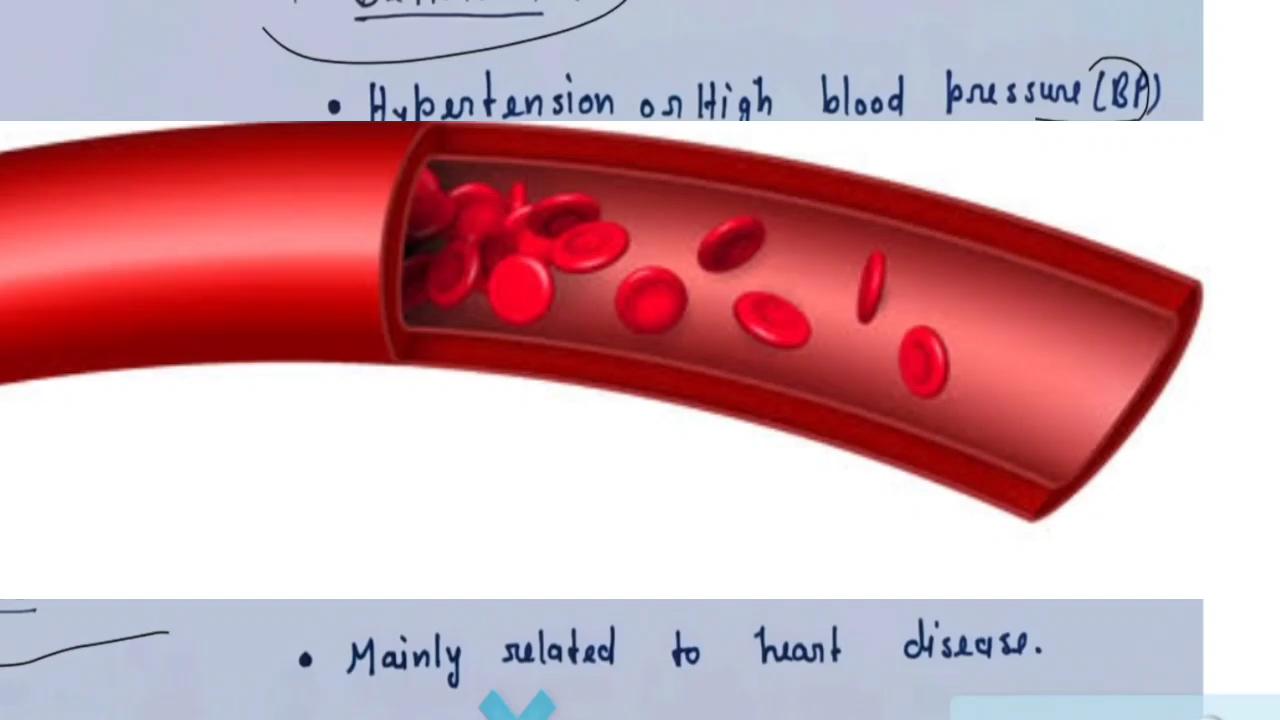 • Hypertension or High blood pressure (BP)
• Mainly related to heart disease.